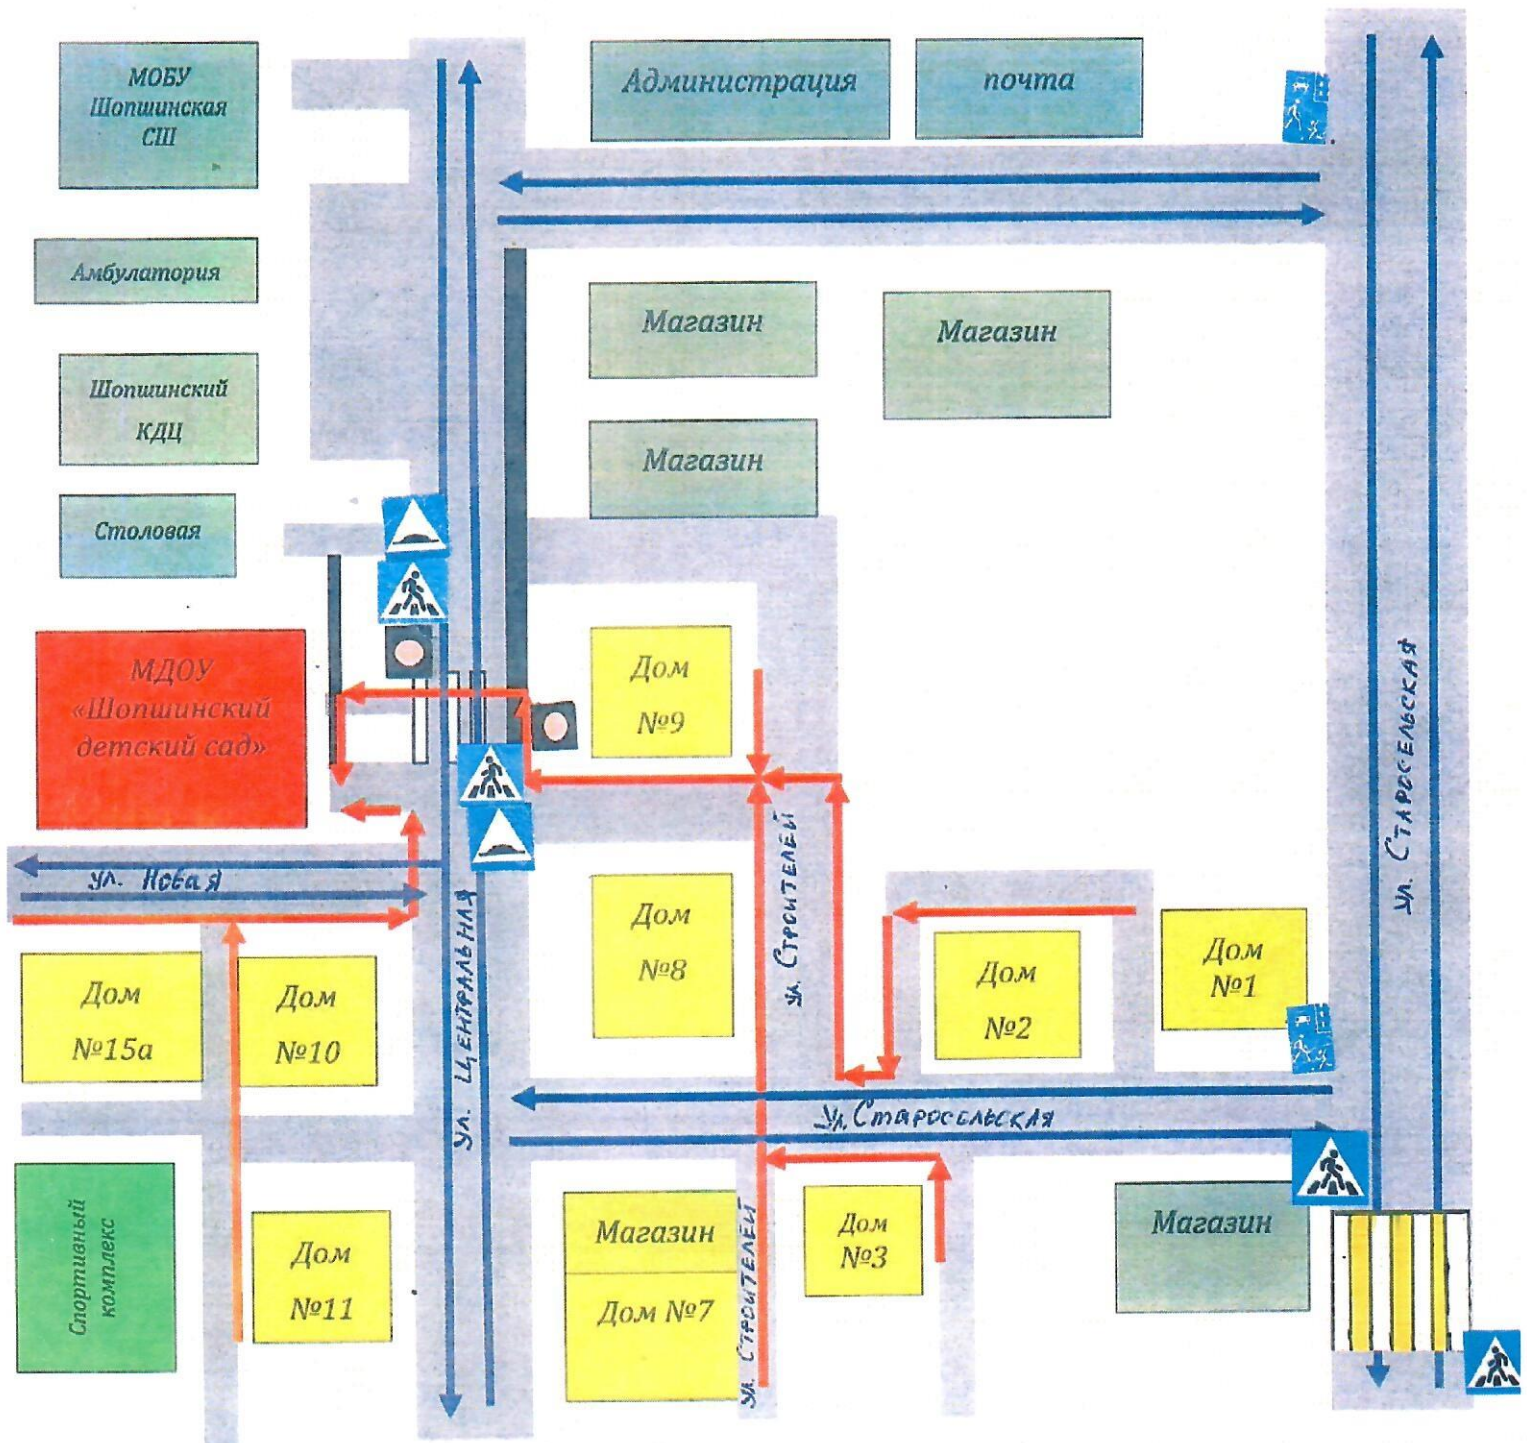 МОБУ
Шопшинская
СШ
Администрация
почта
Амбулатория
Магазин
Магазин
Шопшинский
КДЦ
Магазин
Столовая
МДОУ
«Шопшинский
детский сад»
Дом
№9
ул. Старосельская
ул. Новая
ул. Центральная
Дом
№8
ул. Строителей
Дом
№2
Дом
№1
Дом
№15а
Дом
№10
ул. Старосельская
Спортивный
комплекс
Дом
№11
Магазин
Дом №7
ул. Строителей
Дом
№3
Магазин